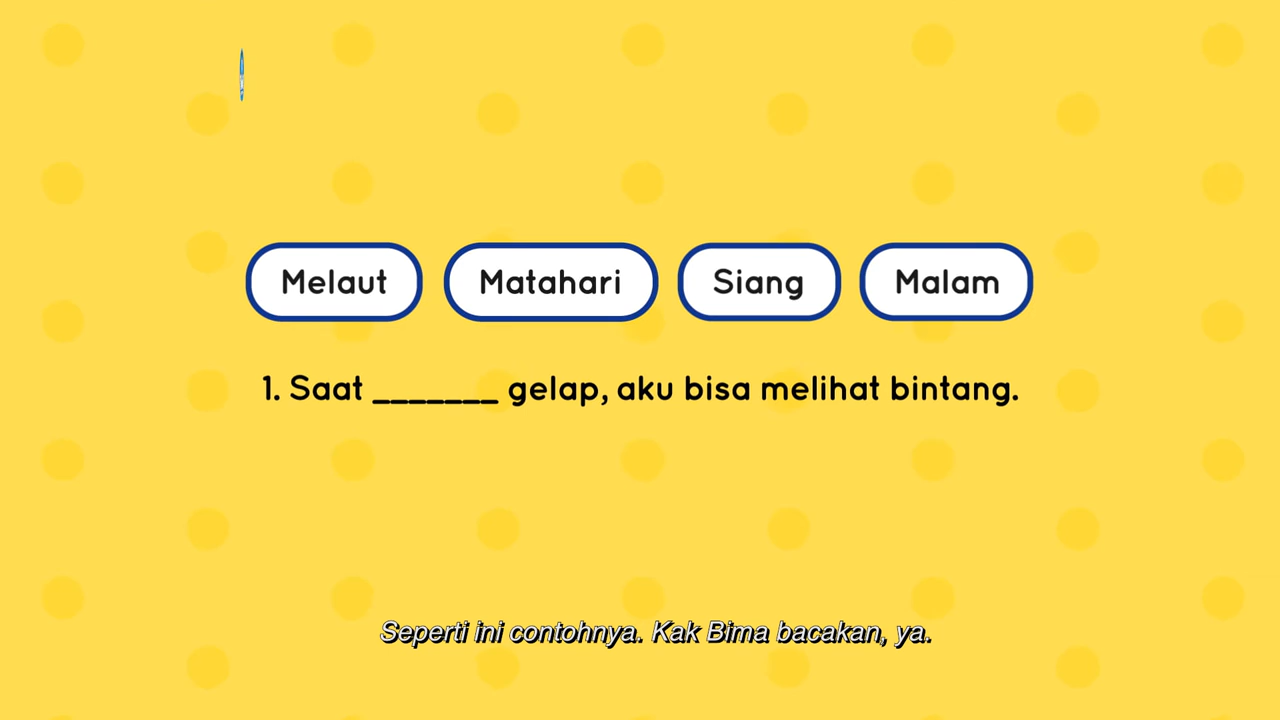 Melaut Matahari Siang Malam
1. Saat _______ gelap, aku bisa melihat bintang.
Seperti ini contohnya. Kak Bima bacakan, ya.